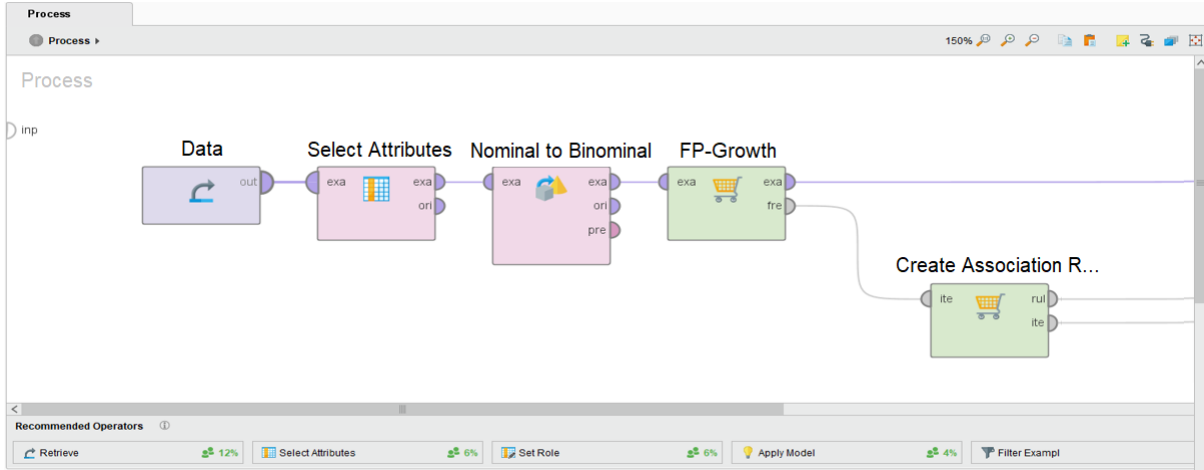 Process
Process
150%
Process
inp
Data
Select Attributes
Nominal to Binominal
FP-Growth
out
exa
exa
ori
exa
exa
ori
pre
exa
exa
fre
Create Association R...
ite
rul
ite
Recommended Operators
Retrieve
12%
Select Attributes
6%
Set Role
6%
Apply Model
4%
Filter Exampl